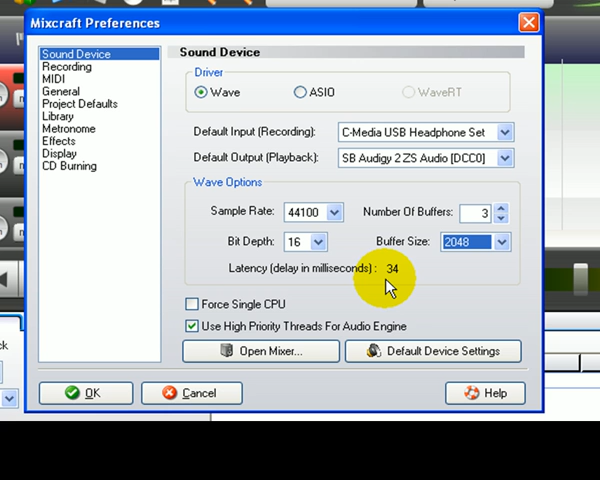 Mixcraft Preferences
Sound Device
Recording
MIDI
General
Project Defaults
Library
Metronome
Effects
Display
CD Burning
Sound Device
Driver
Wave ASIO WaveRT
Default Input (Recording): C-Media USB Headphone Set
Default Output (Playback): SB Audigy 2 ZS Audio [DCC0]
Wave Options
Sample Rate: 44100 Number Of Buffers: 3
Bit Depth: 16 Buffer Size: 2048
Latency (delay in milliseconds) : 34
Force Single CPU
Use High Priority Threads For Audio Engine
Open Mixer... Default Device Settings
OK Cancel Help